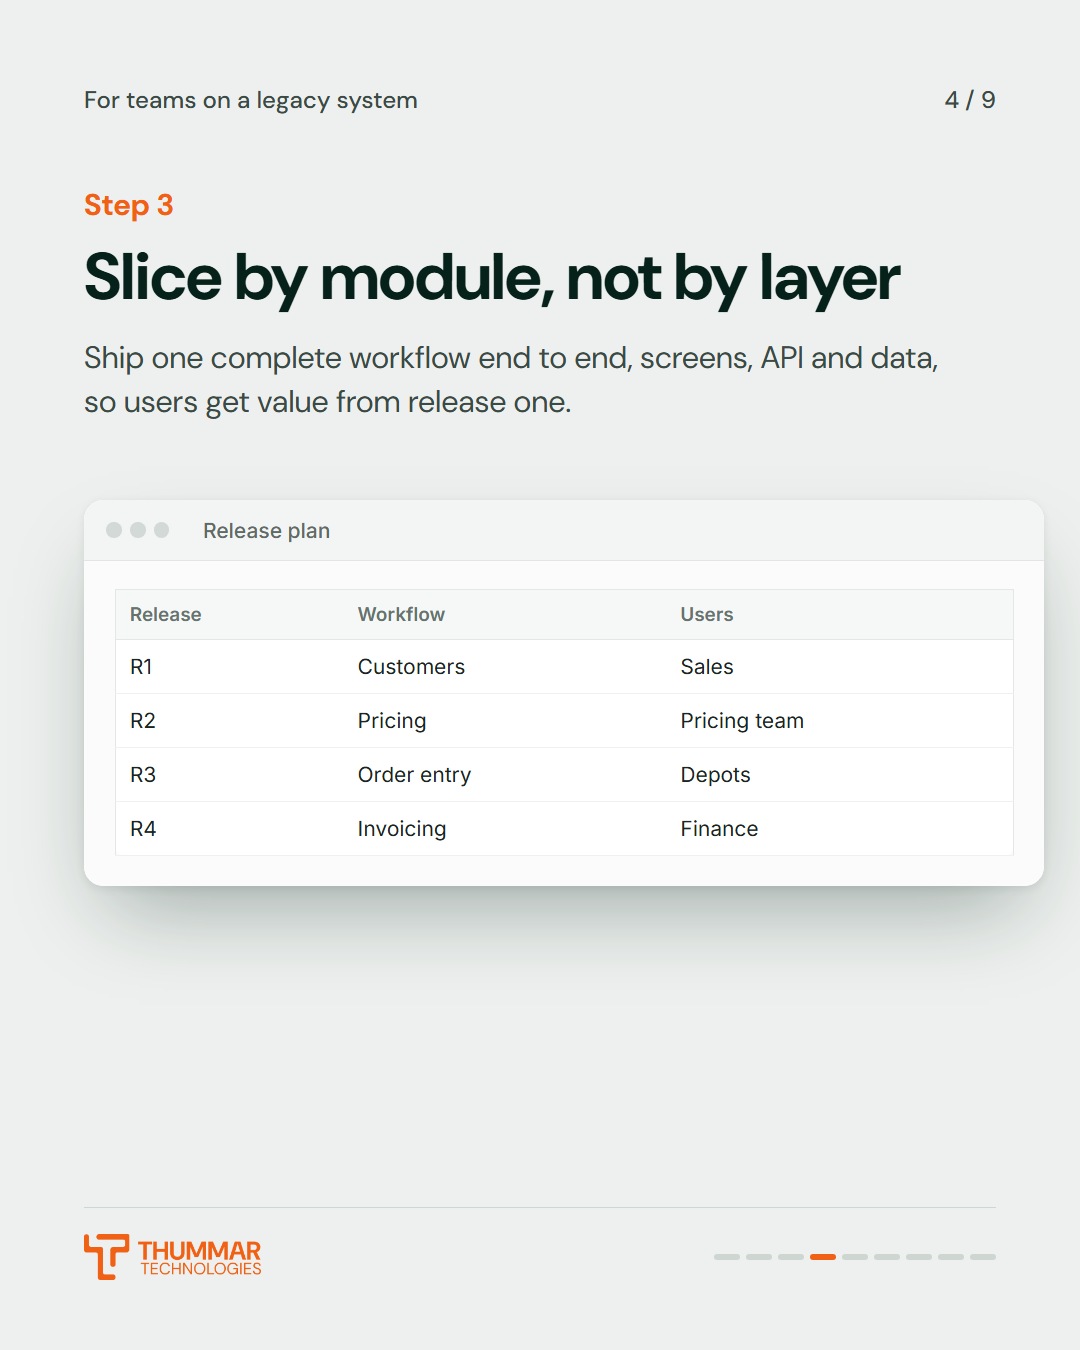 For teams on a legacy system
4 / 9
Step 3
Slice by module, not by layer
Ship one complete workflow end to end, screens, API and data,
so users get value from release one.
Release plan
Release Workflow Users
R1 Customers Sales
R2 Pricing Pricing team
R3 Order entry Depots
R4 Invoicing Finance
THUMMAR
TECHNOLOGIES